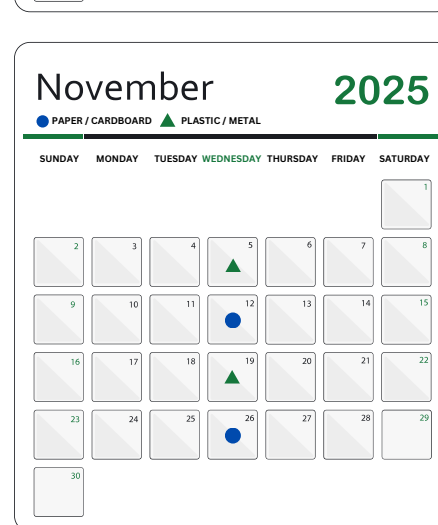 November 2025
PAPER / CARDBOARD PLASTIC / METAL
SUNDAY MONDAY TUESDAY WEDNESDAY THURSDAY FRIDAY SATURDAY
1
2 3 4 5 6 7 8
9 10 11 12 13 14 15
16 17 18 19 20 21 22
23 24 25 26 27 28 29
30